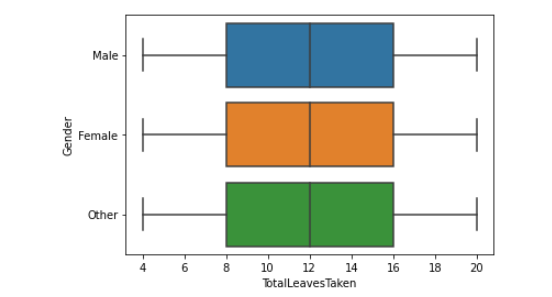 Male
Female
Other
Gender
4 6 8 10 12 14 16 18 20
TotalLeavesTaken